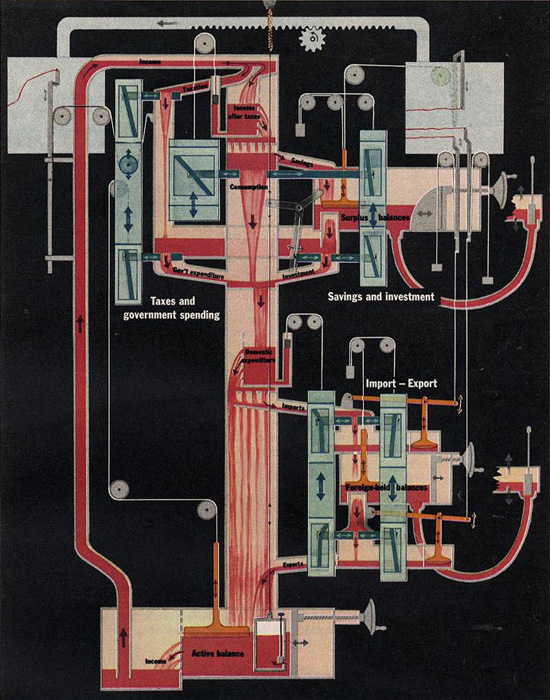 Income
Taxation
Income
after taxes
Savings
Consumption
Surplus balances
Gov't expenditure
Investment
Taxes and
government spending
Savings and investment
Domestic
expenditure
Import – Export
Imports
Foreign-held balances
Exports
Income
Active balance